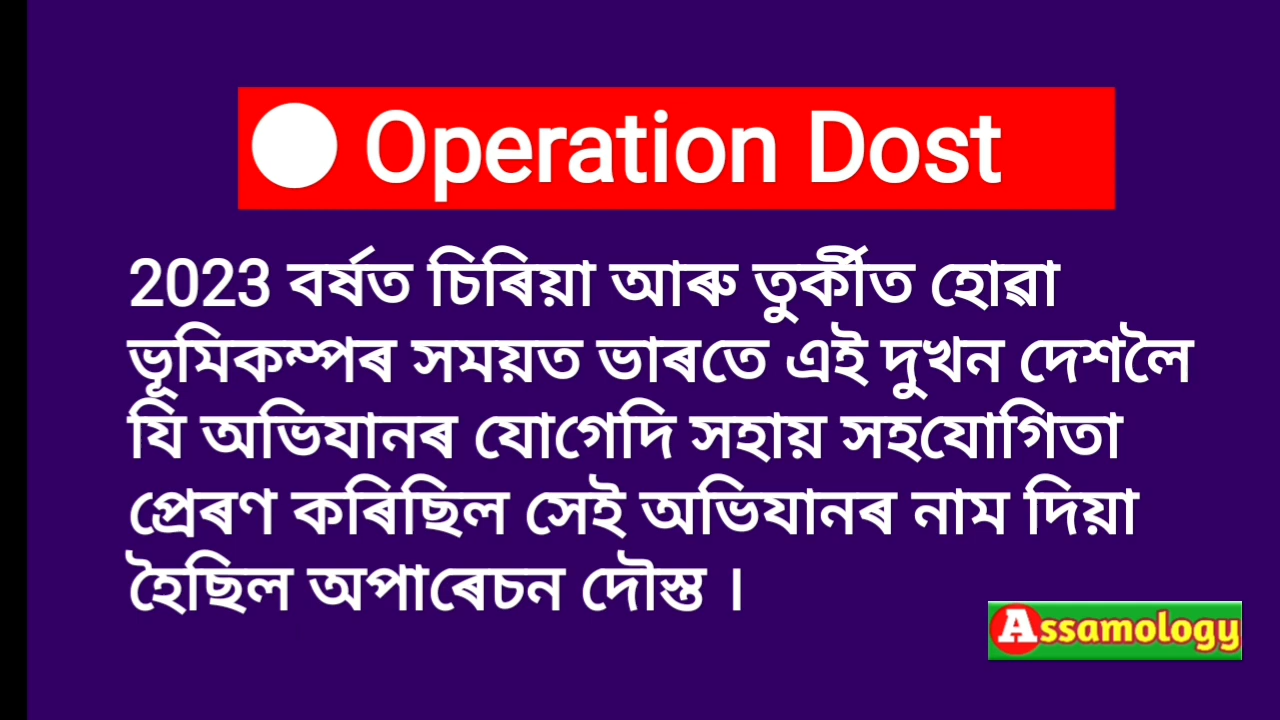 Operation Dost
2023 বৰ্ষত চিৰিয়া আৰু তুৰ্কীত হোৱা
ভূমিকম্পৰ সময়ত ভাৰতে এই দুখন দেশলৈ
যি অভিযানৰ যোগেদি সহায় সহযোগিতা
প্ৰেৰণ কৰিছিল সেই অভিযানৰ নাম দিয়া
হৈছিল অপাৰেচন দৌস্ত ।
Assamology